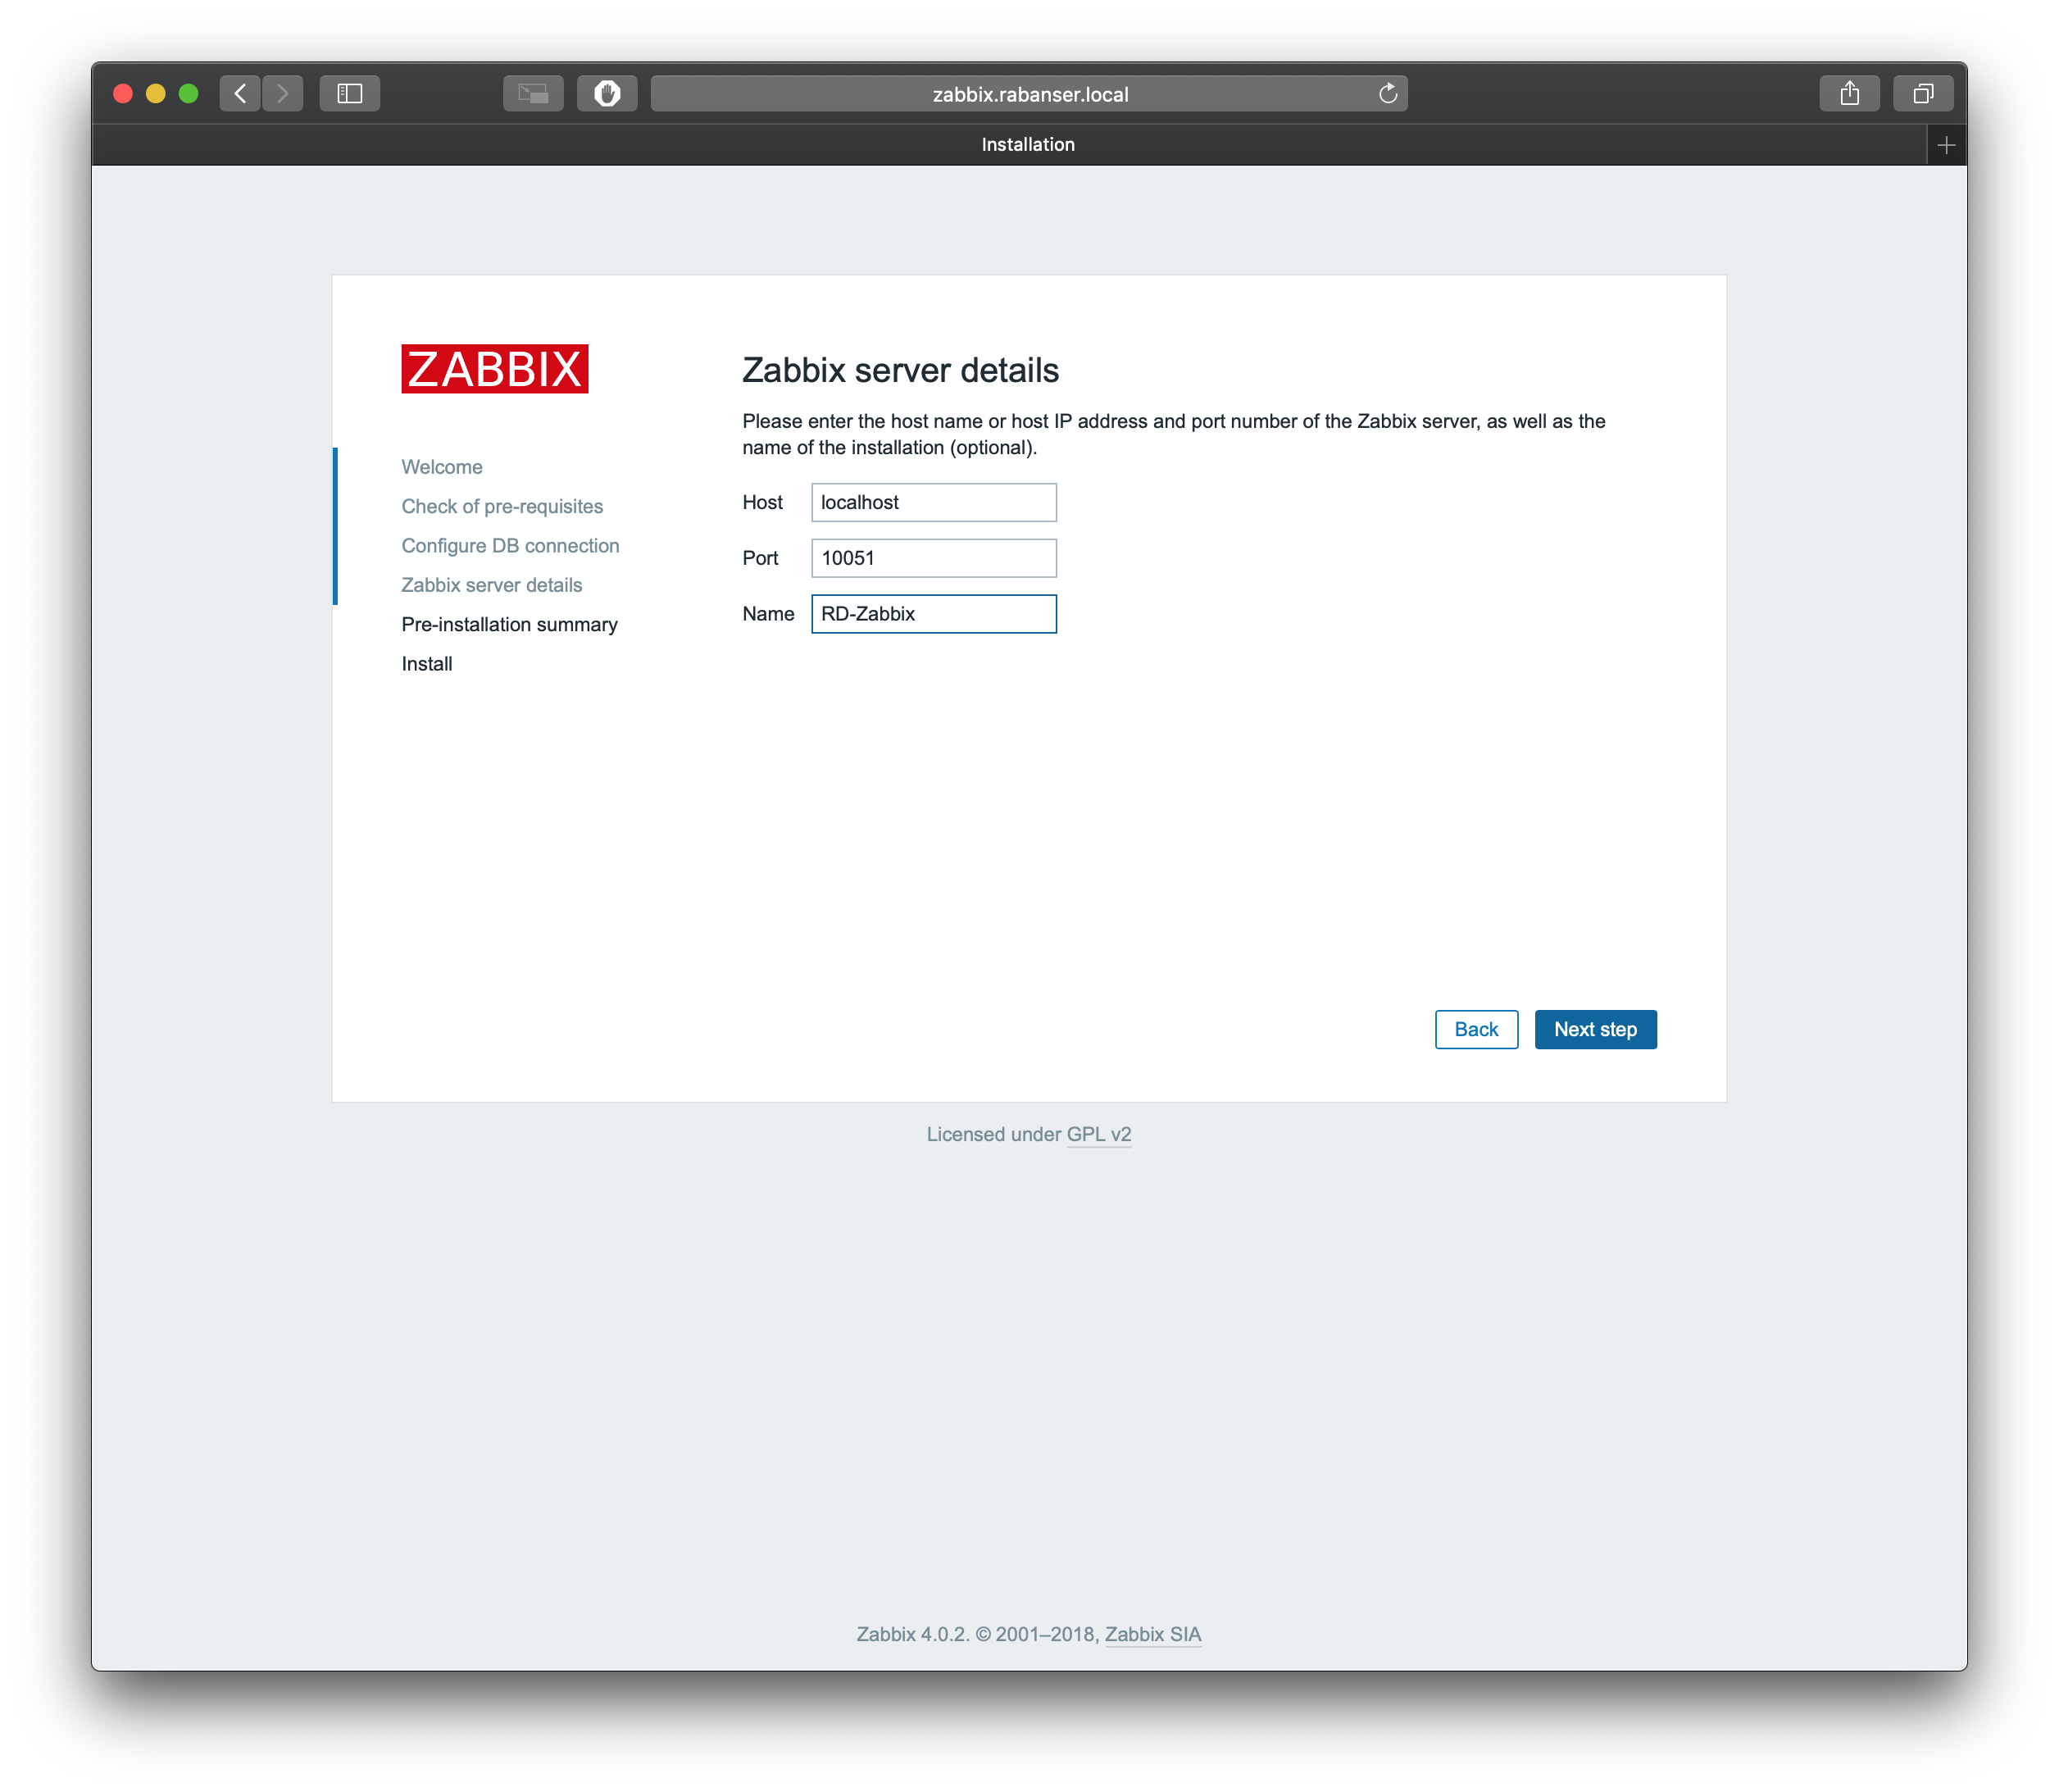 zabbix.rabanser.local
Installation
ZABBIX
Welcome
Check of pre-requisites
Configure DB connection
Zabbix server details
Pre-installation summary
Install
Zabbix server details
Please enter the host name or host IP address and port number of the Zabbix server, as well as the
name of the installation (optional).
Host localhost
Port 10051
Name RD-Zabbix
Back Next step
Licensed under GPL v2
Zabbix 4.0.2. © 2001–2018, Zabbix SIA